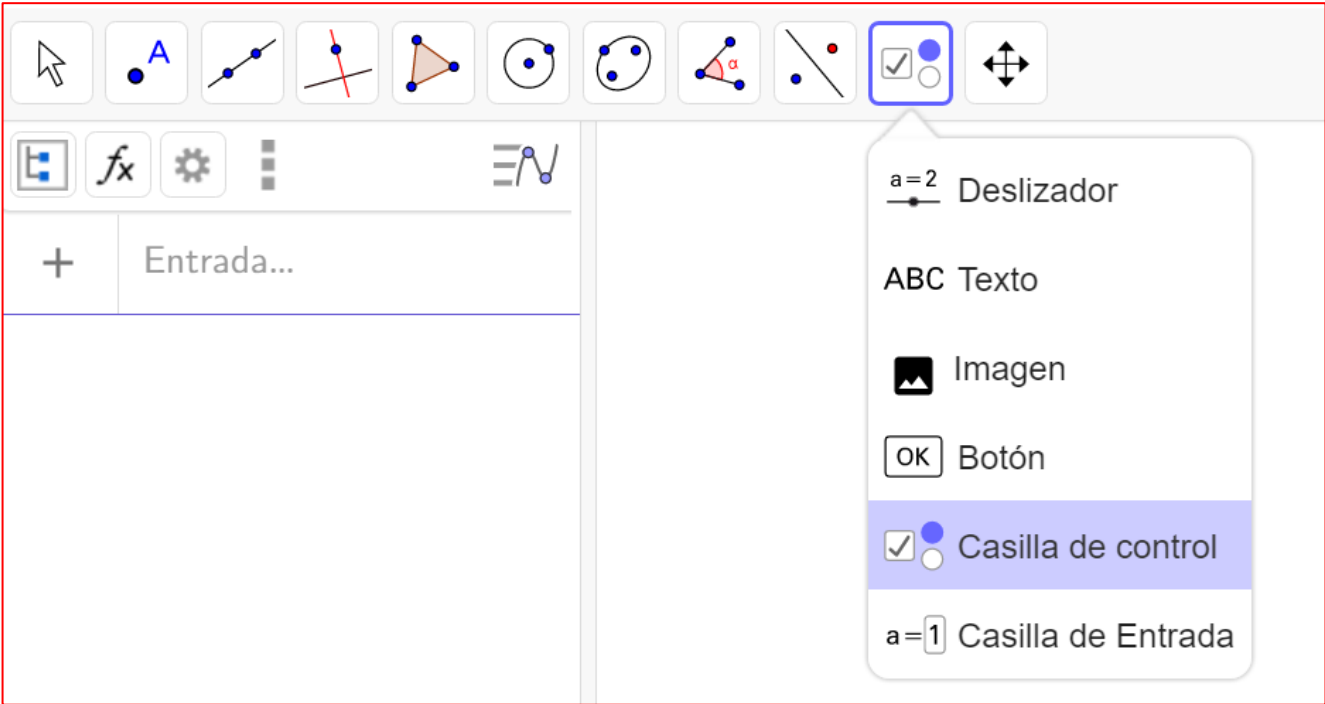 A
α
fx
Entrada...
a=2 Deslizador
ABC Texto
Imagen
OK Botón
Casilla de control
a=1 Casilla de Entrada